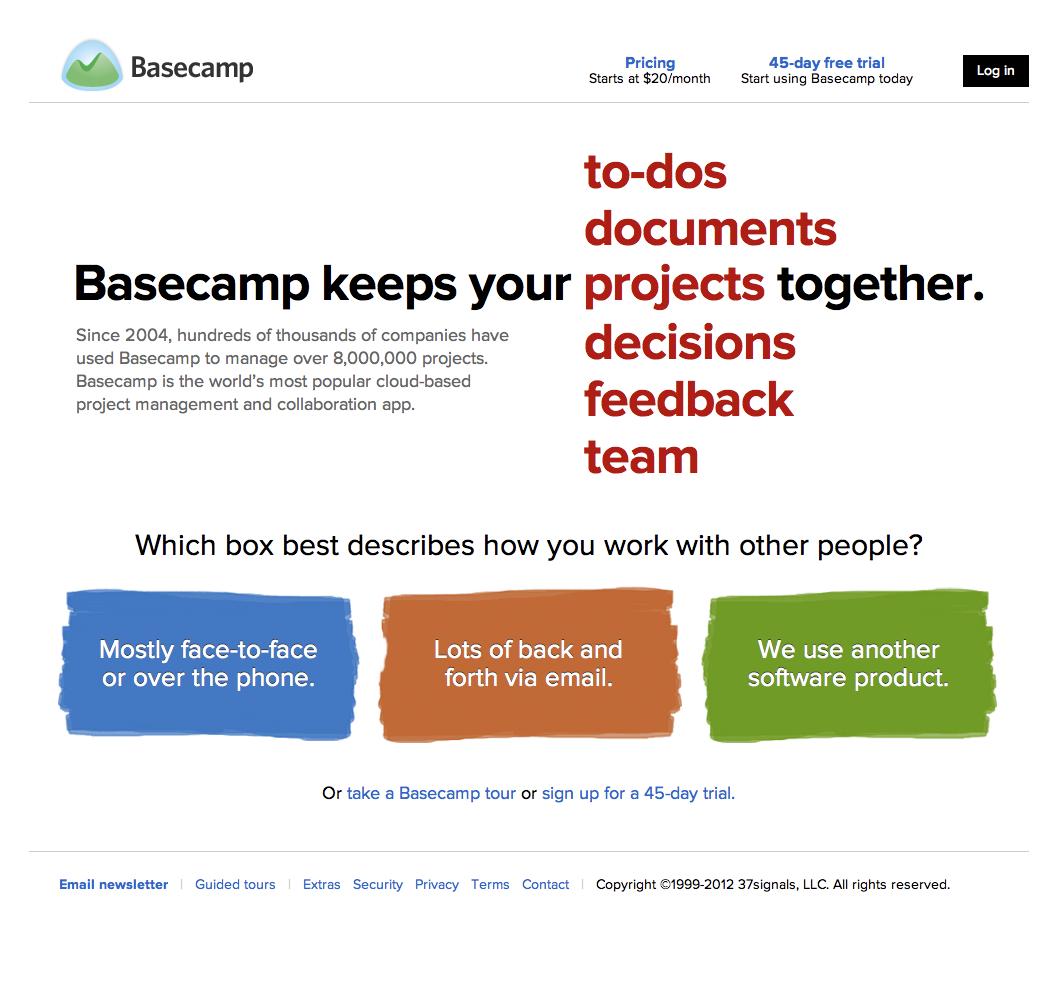 Basecamp
Pricing
Starts at $20/month
45-day free trial
Start using Basecamp today
Log in
to-dos
documents
Basecamp keeps your projects together.
decisions
feedback
team
Since 2004, hundreds of thousands of companies have
used Basecamp to manage over 8,000,000 projects.
Basecamp is the world's most popular cloud-based
project management and collaboration app.
Which box best describes how you work with other people?
Mostly face-to-face
or over the phone.
Lots of back and
forth via email.
We use another
software product.
Or take a Basecamp tour or sign up for a 45-day trial.
Email newsletter | Guided tours | Extras Security Privacy Terms Contact | Copyright ©1999-2012 37signals, LLC. All rights reserved.